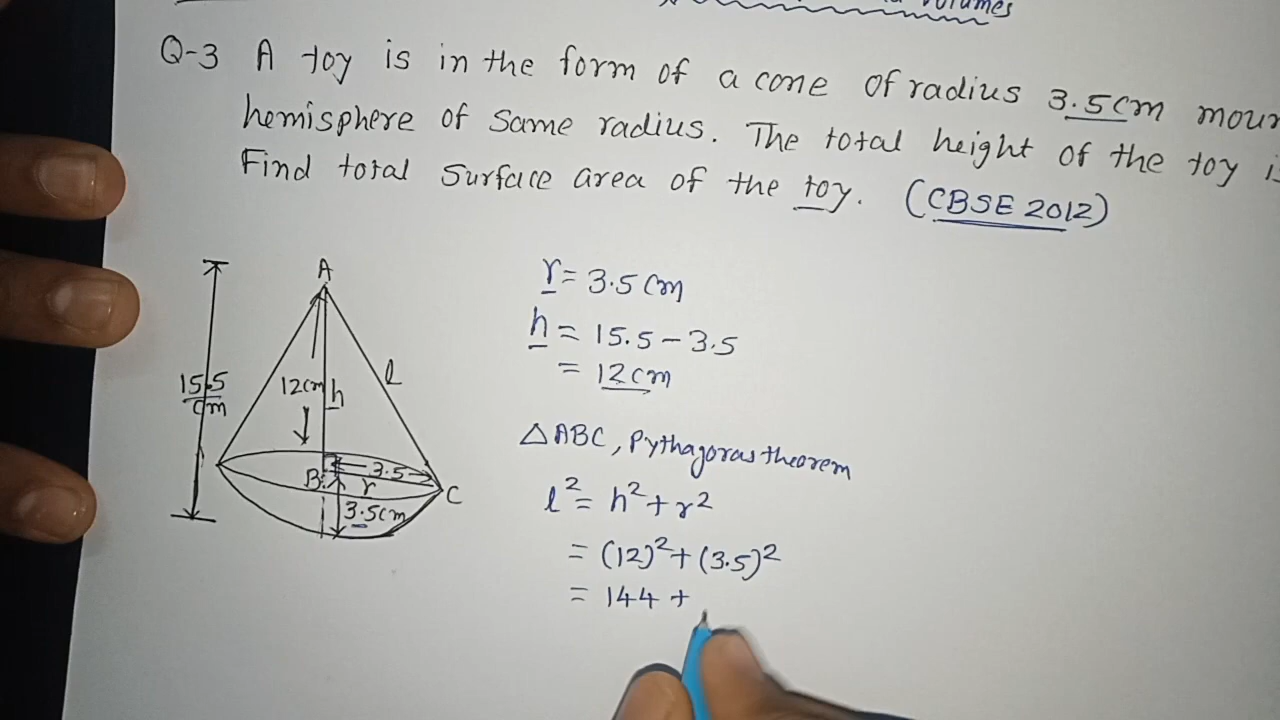 Volumes
Q-3 A toy is in the form of a cone of radius 3.5cm
hemisphere of same radius. The total height of the toy
Find total surface area of the toy. (CBSE 2012)
A
15.5
cm
12cm
h
l
B
3.5
r
C
3.5cm
r = 3.5 cm
h = 15.5 - 3.5
= 12cm
△ABC, Pythagoras theorem
l² = h² + r²
= (12)² + (3.5)²
= 144 +